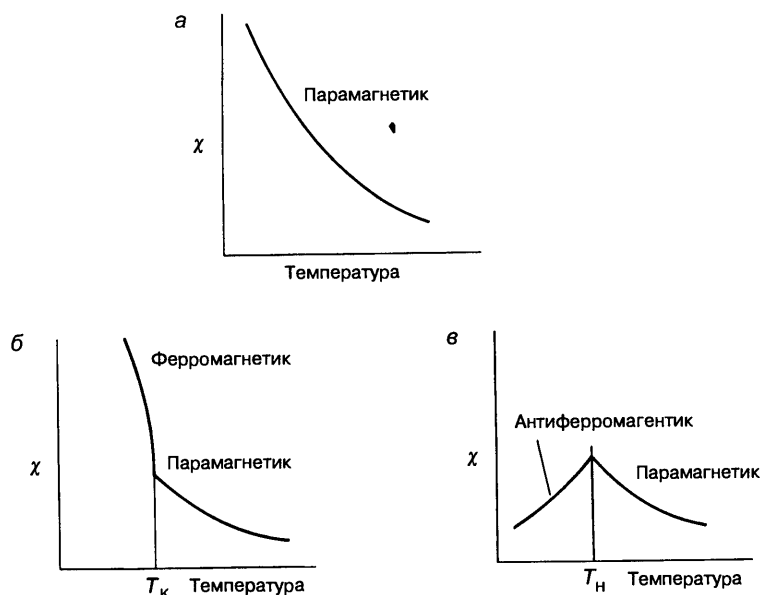 а
Парамагнетик
χ
Температура
б
Ферромагнетик
Парамагнетик
χ
Tк Температура
в
Антиферромагентик
χ
Парамагнетик
Tн Температура